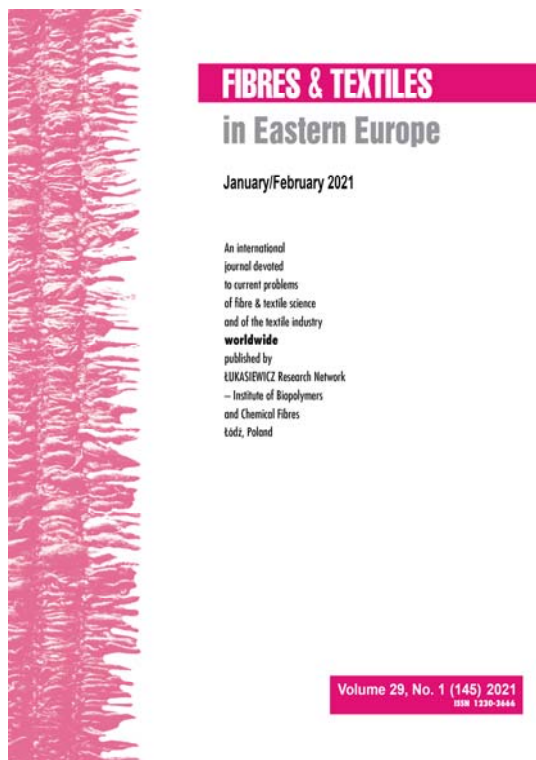 FIBRES & TEXTILES
in Eastern Europe
January/February 2021
An international
journal devoted
to current problems
of fibre & textile science
and of the textile industry
worldwide
published by
ŁUKASIEWICZ Research Network
– Institute of Biopolymers
and Chemical Fibres
Łódź, Poland
Volume 29, No. 1 (145) 2021
ISSN 1230-3666